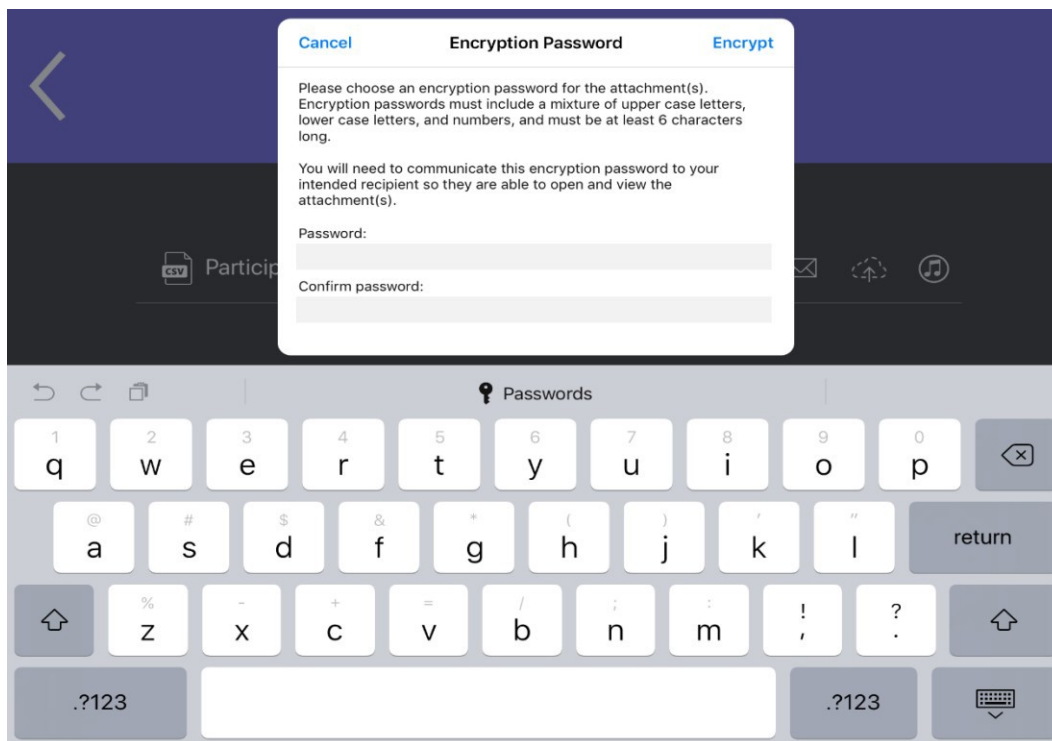 Cancel Encryption Password Encrypt
Please choose an encryption password for the attachment(s).
Encryption passwords must include a mixture of upper case letters,
lower case letters, and numbers, and must be at least 6 characters
long.
You will need to communicate this encryption password to your
intended recipient so they are able to open and view the
attachment(s).
Password:
CSV Particip
Confirm password:
Passwords
1 2 3 4 5 6 7 8 9 0
q w e r t y u i o p
@ # $ & * ( ) ' "
a s d f g h j k l return
% - + = / ; : ! ?
z x c v b n m , .
.?123 .?123